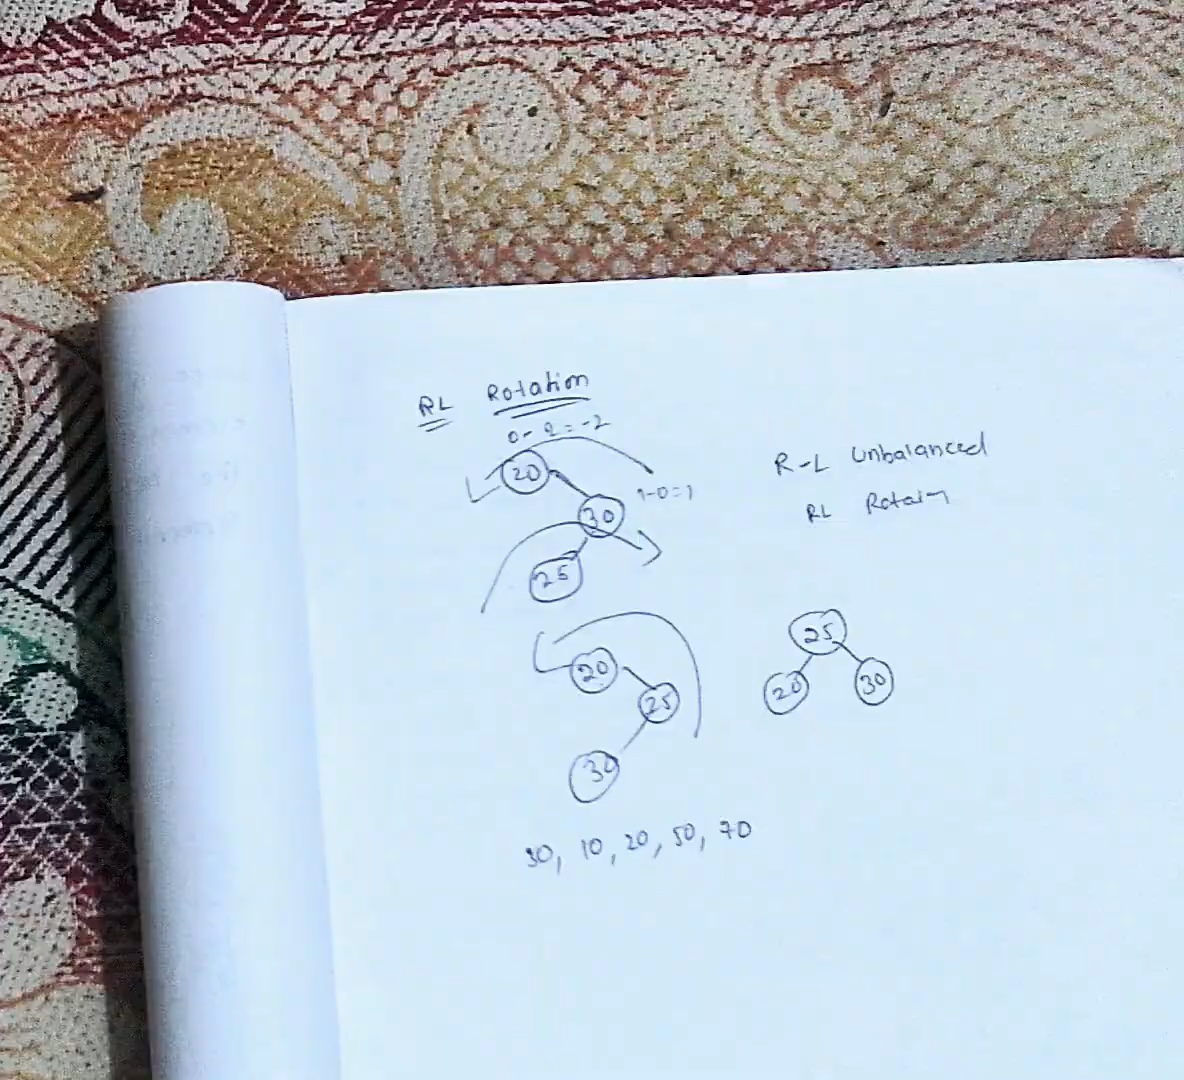 RL Rotation
0-2=-2
20
1-0=1
30
25
R-L Unbalanced
RL Rotain
20
25
30
25
20
30
30, 10, 20, 50, 70